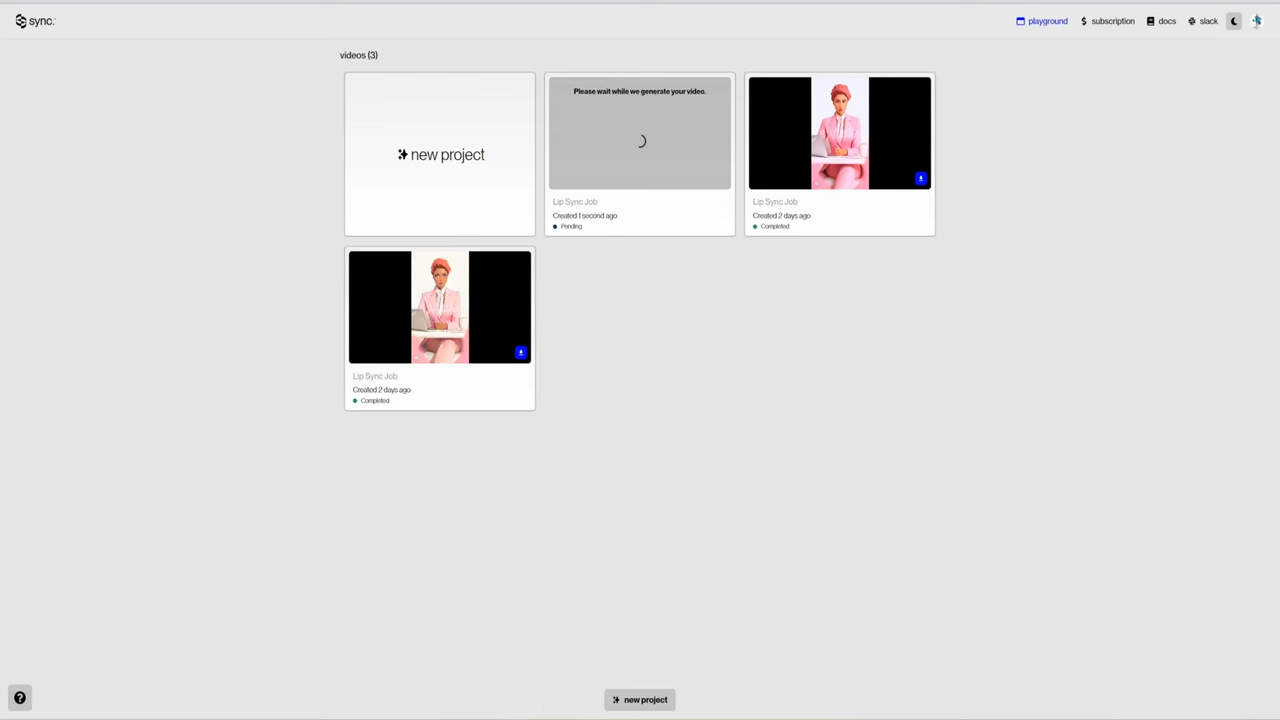 sync.
playground
subscription
docs
slack
videos (3)
new project
Please wait while we generate your video.
Lip Sync Job
Created 1 second ago
Pending
Lip Sync Job
Created 2 days ago
Completed
Lip Sync Job
Created 2 days ago
Completed
new project